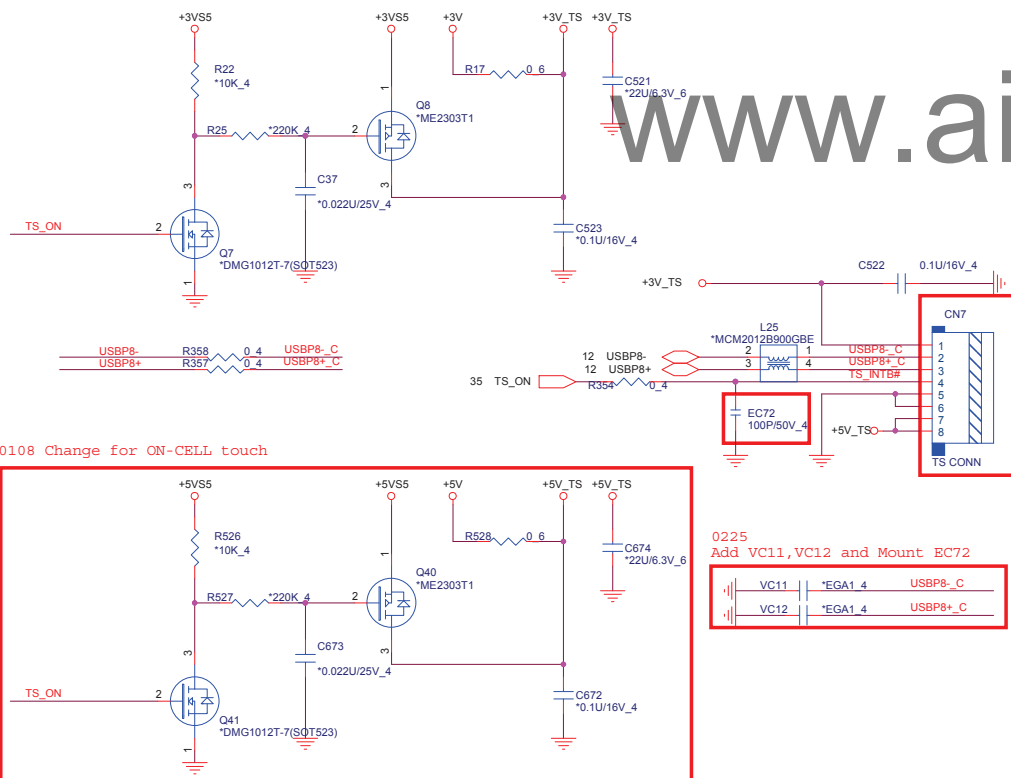 +3VS5
+3VS5
+3V
+3V_TS
+3V_TS
R22
*10K_4
R17
0_6
C521
*22U/6.3V_6
www.ai
Q8
*ME2303T1
1
2
3
R25
*220K_4
C37
*0.022U/25V_4
3
TS_ON
2
Q7
*DMG1012T-7(SOT523)
1
C523
*0.1U/16V_4
+3V_TS
C522
0.1U/16V_4
CN7
USBP8-
R358
0_4
USBP8-_C
USBP8+
R357
0_4
USBP8+_C
L25
*MCM2012B900GBE
12
USBP8-
2
1
USBP8-_C
12
USBP8+
3
4
USBP8+_C
35
TS_ON
R354
0_4
TS_INTB#
1
2
3
4
5
6
7
8
EC72
100P/50V_4
+5V_TS
TS CONN
0108 Change for ON-CELL touch
+5VS5
+5VS5
+5V
+5V_TS
+5V_TS
R526
*10K_4
R528
0_6
C674
*22U/6.3V_6
Q40
*ME2303T1
1
2
3
R527
*220K_4
C673
*0.022U/25V_4
3
TS_ON
2
Q41
*DMG1012T-7(SOT523)
1
C672
*0.1U/16V_4
0225
Add VC11,VC12 and Mount EC72
VC11
*EGA1_4
USBP8-_C
VC12
*EGA1_4
USBP8+_C